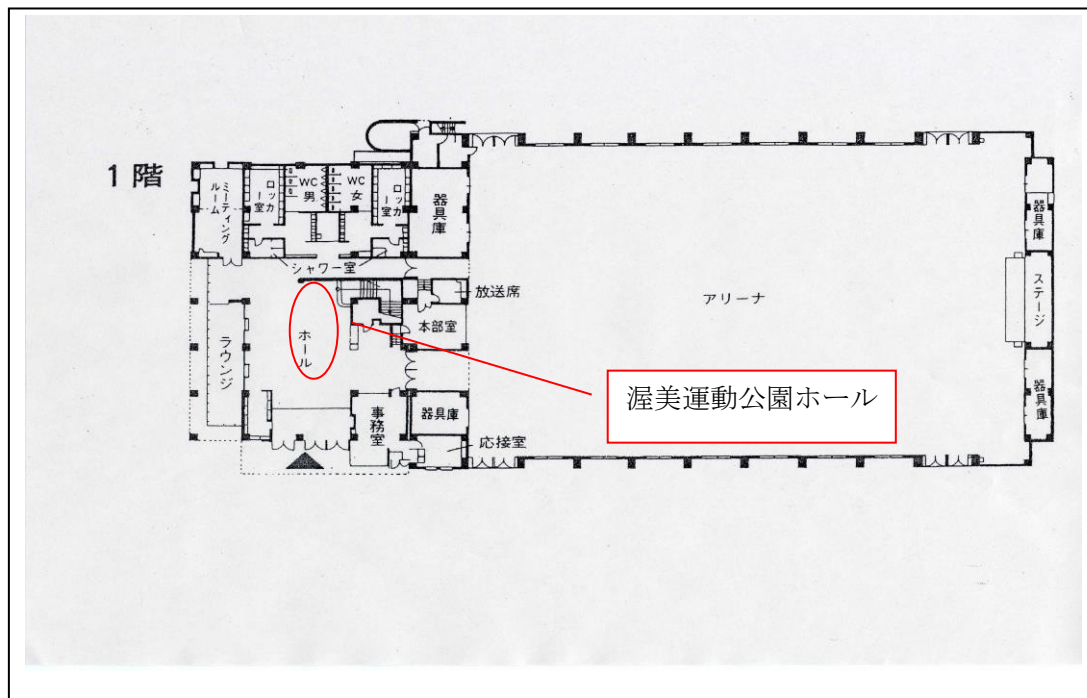 1階
ミーティング
ルーム
ロッカ
ー室
WC
男
WC
女
ロッカ
ー室
器具庫
シャワー室
放送席
本部室
ホール
ラウンジ
事務室
器具庫
応接室
アリーナ
器具庫
ステージ
器具庫
渥美運動公園ホール